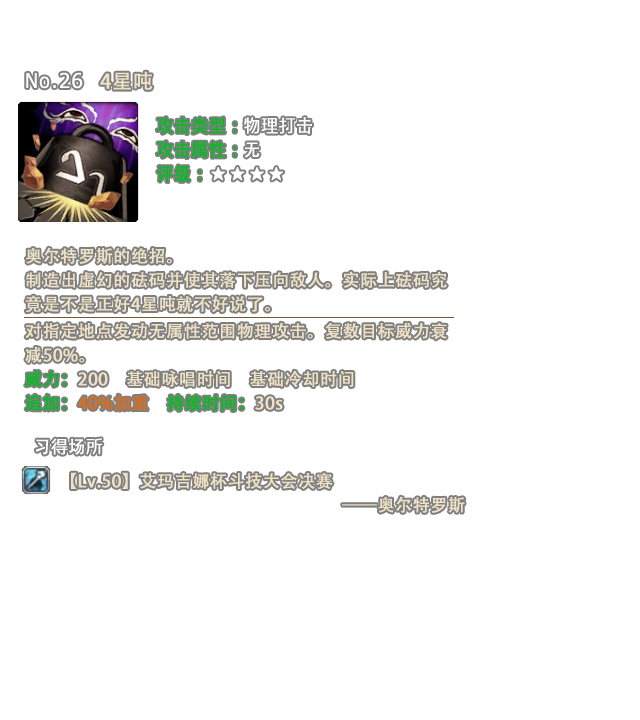 No.26 4星吨
攻击类型：物理打击
攻击属性：无
评级：☆☆☆☆
奥尔特罗斯的绝招。
制造出虚幻的砝码并使其落下压向敌人。实际上砝码究
竟是不是正好4星吨就不好说了。
对指定地点发动无属性范围物理攻击。复数目标威力衰
减50%。
威力：200 基础咏唱时间 基础冷却时间
追加：40%加重 持续时间：30s
习得场所
【Lv.50】艾玛吉娜杯斗技大会决赛
——奥尔特罗斯